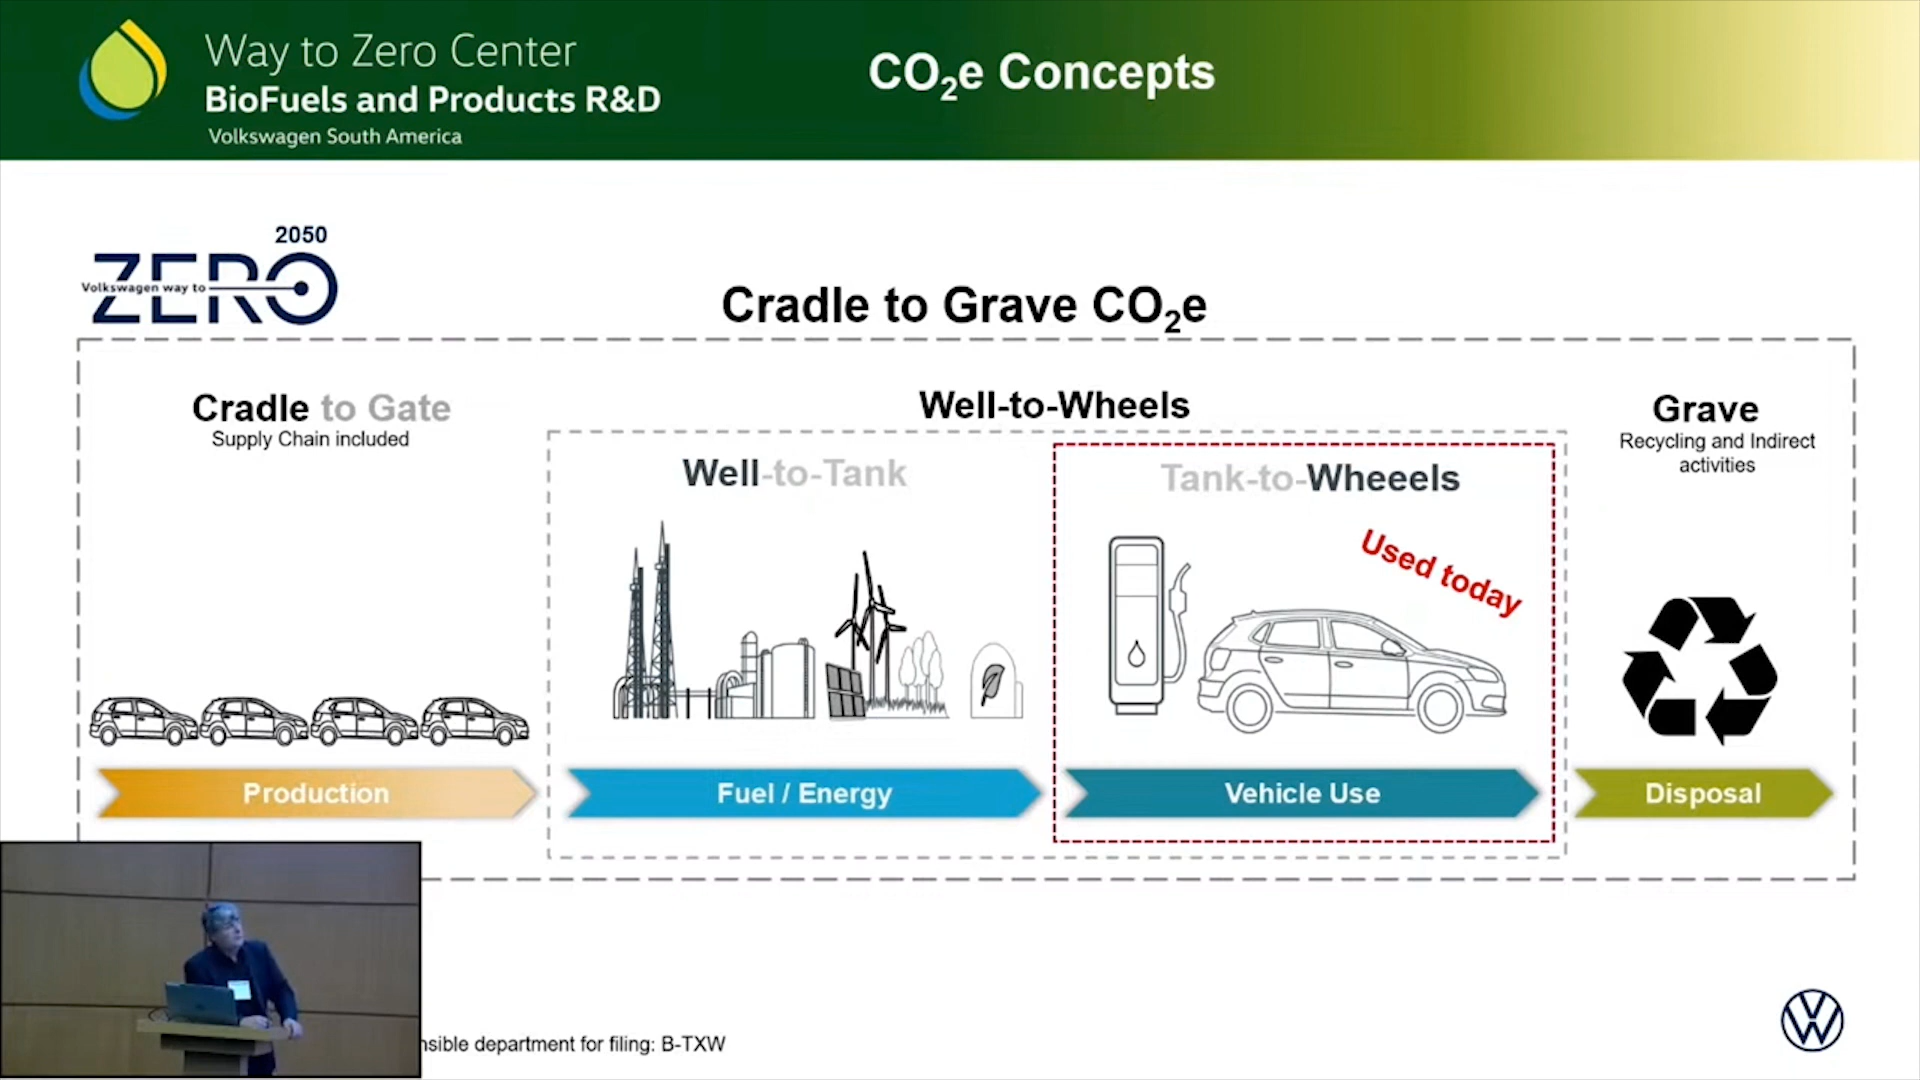 Way to Zero Center
BioFuels and Products R&D
Volkswagen South America
CO₂e Concepts
2050
Volkswagen way to
ZERO
Cradle to Grave CO₂e
Cradle to Gate
Supply Chain included
Well-to-Wheels
Well-to-Tank
Tank-to-Wheeels
Used today
Grave
Recycling and Indirect
activities
Production
Fuel / Energy
Vehicle Use
Disposal
department for filing: B-TXW